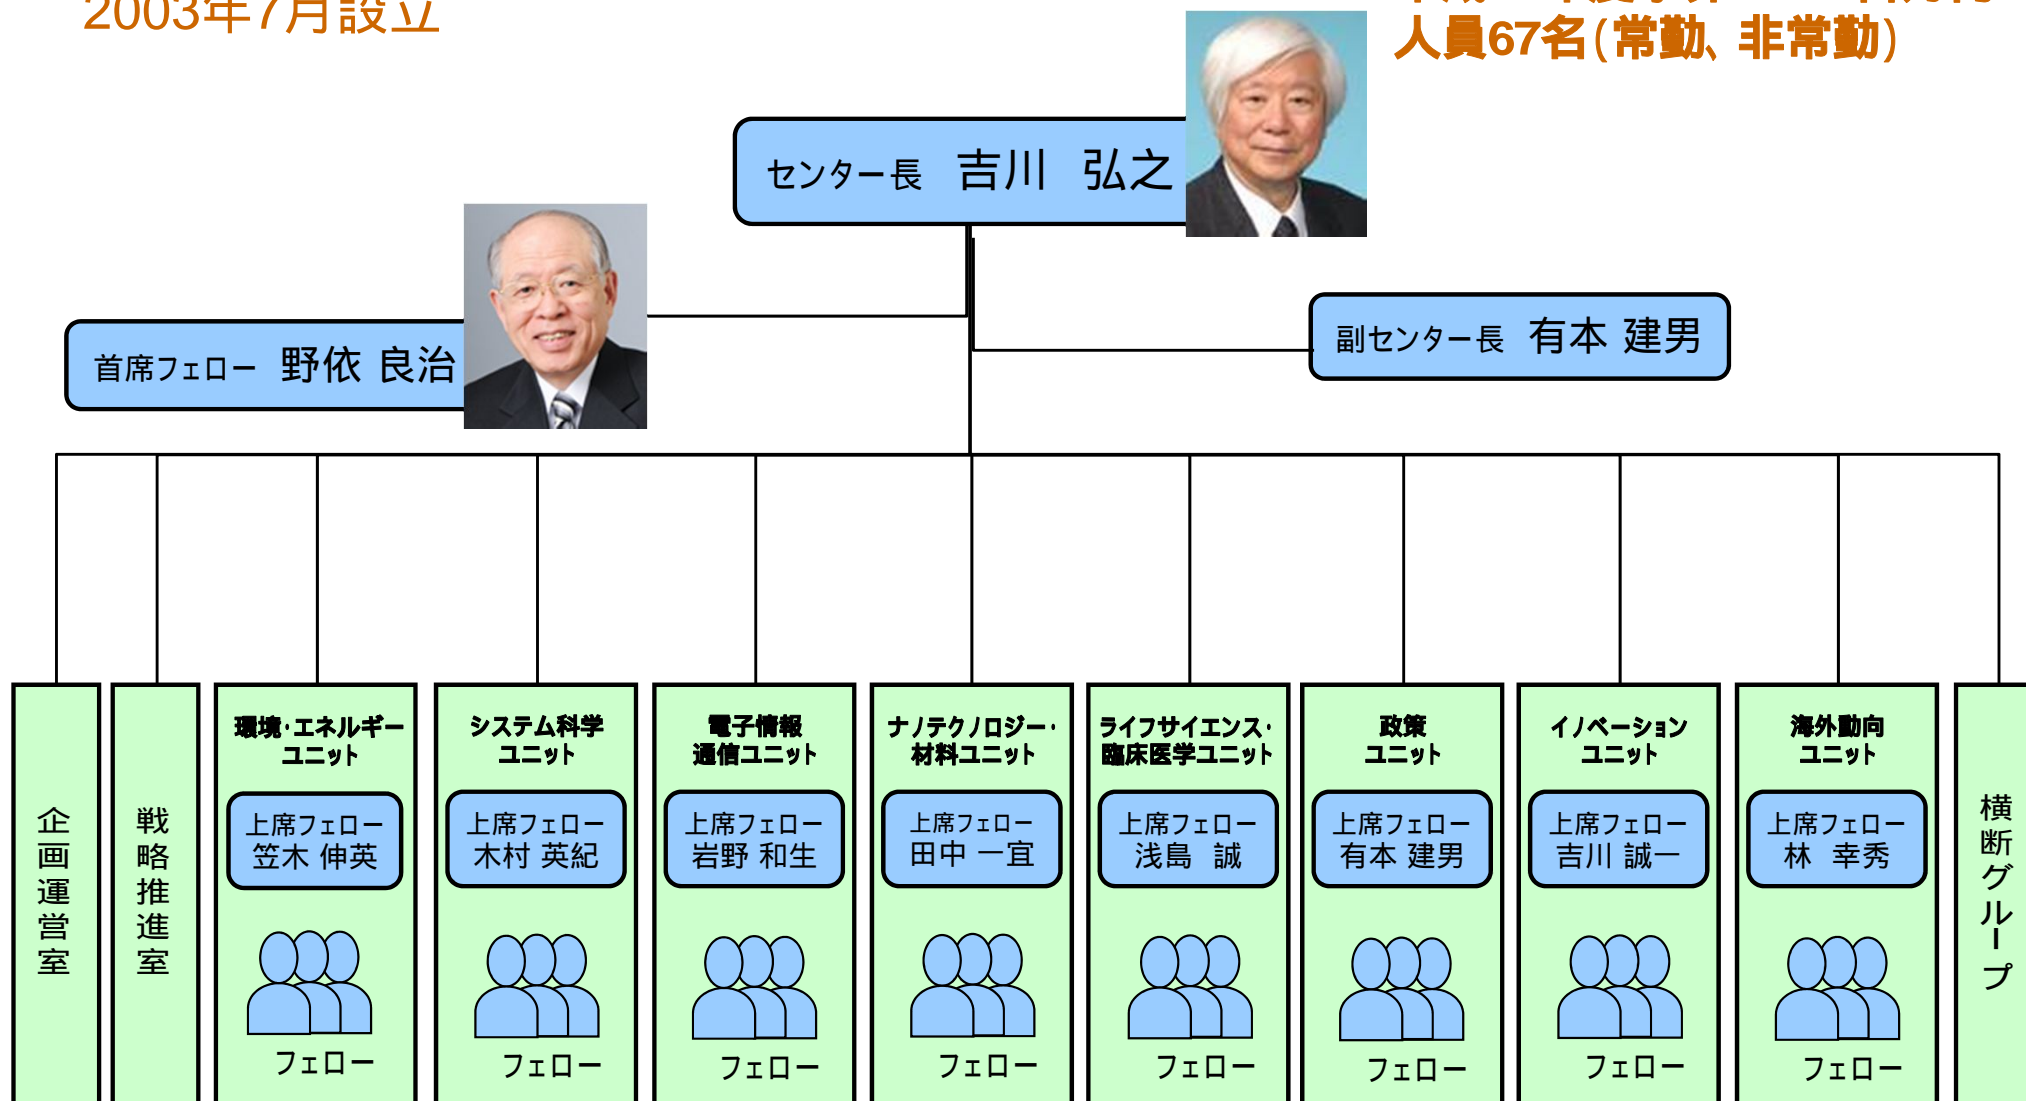 2003年7月設立
人員67名(常勤、非常勤)
センター長 吉川 弘之
首席フェロー 野依 良治
副センター長 有本 建男
企画運営室
戦略推進室
環境・エネルギー
ユニット
上席フェロー
笠木 伸英
フェロー
システム科学
ユニット
上席フェロー
木村 英紀
フェロー
電子情報
通信ユニット
上席フェロー
岩野 和生
フェロー
ナノテクノロジー・
材料ユニット
上席フェロー
田中 一宜
フェロー
ライフサイエンス・
臨床医学ユニット
上席フェロー
浅島 誠
フェロー
政策
ユニット
上席フェロー
有本 建男
フェロー
イノベーション
ユニット
上席フェロー
吉川 誠一
フェロー
海外動向
ユニット
上席フェロー
林 幸秀
フェロー
横断グループ